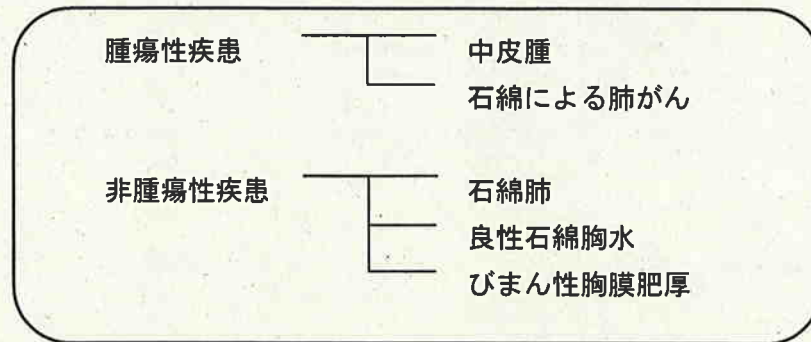 腫瘍性疾患 中皮腫
石綿による肺がん
非腫瘍性疾患 石綿肺
良性石綿胸水
びまん性胸膜肥厚